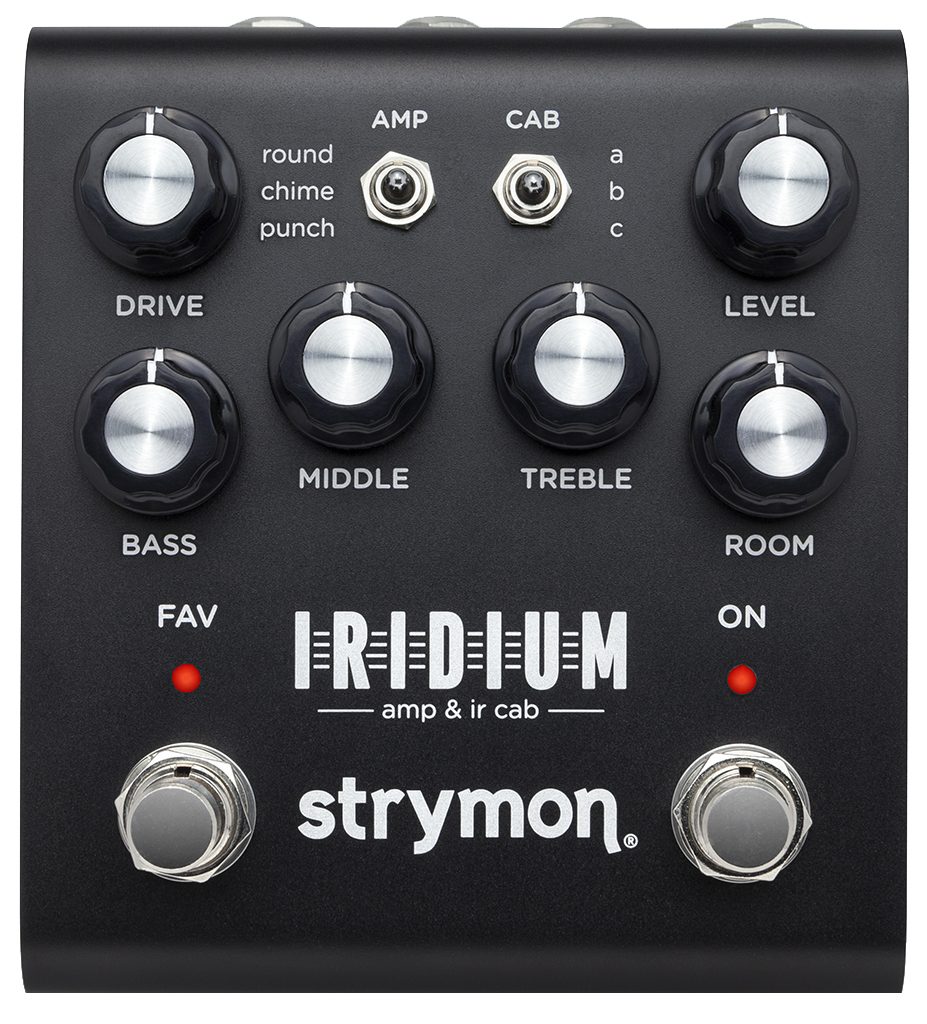 AMP CAB
round a
chime b
punch c
DRIVE LEVEL
MIDDLE TREBLE
BASS ROOM
FAV ON
IRIDIUM
amp & ir cab
strymon®